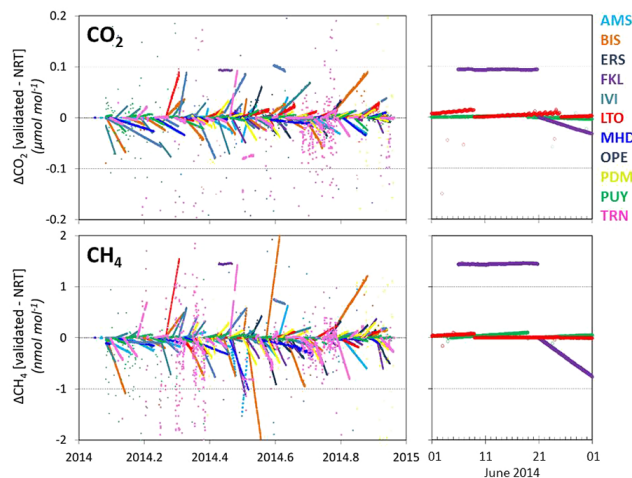 CO2
ΔCO2 [validated - NRT]
(µmol mol-1)
0.2
0.1
0
-0.1
-0.2
AMS
BIS
ERS
FKL
IVI
LTO
MHD
OPE
PDM
PUY
TRN
CH4
ΔCH4 [validated - NRT]
(nmol mol-1)
2
1
0
-1
-2
2014
2014.2
2014.4
2014.6
2014.8
2015
01
11
21
01
June 2014